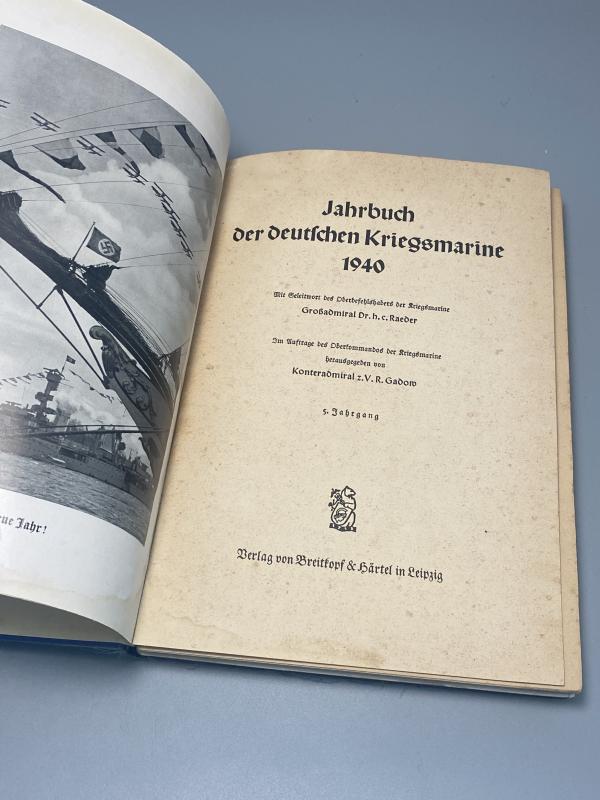 Jahrbuch
der deutschen Kriegsmarine
1940
Mit Geleitwort des Oberbefehlshabers der Kriegsmarine
Großadmiral Dr. h. c. Raeder
Im Auftrage des Oberkommandos der Kriegsmarine
herausgegeben von
Konteradmiral z. V. R. Gadow
5. Jahrgang
Verlag von Breitkopf & Härtel in Leipzig
Jahr!